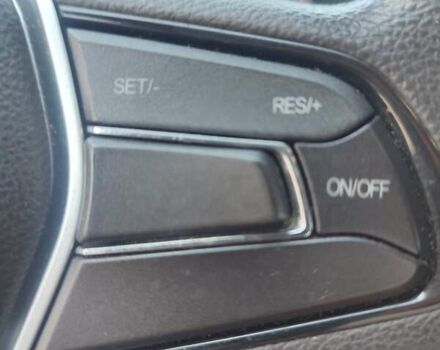 SET/-
RES/+
ON/OFF